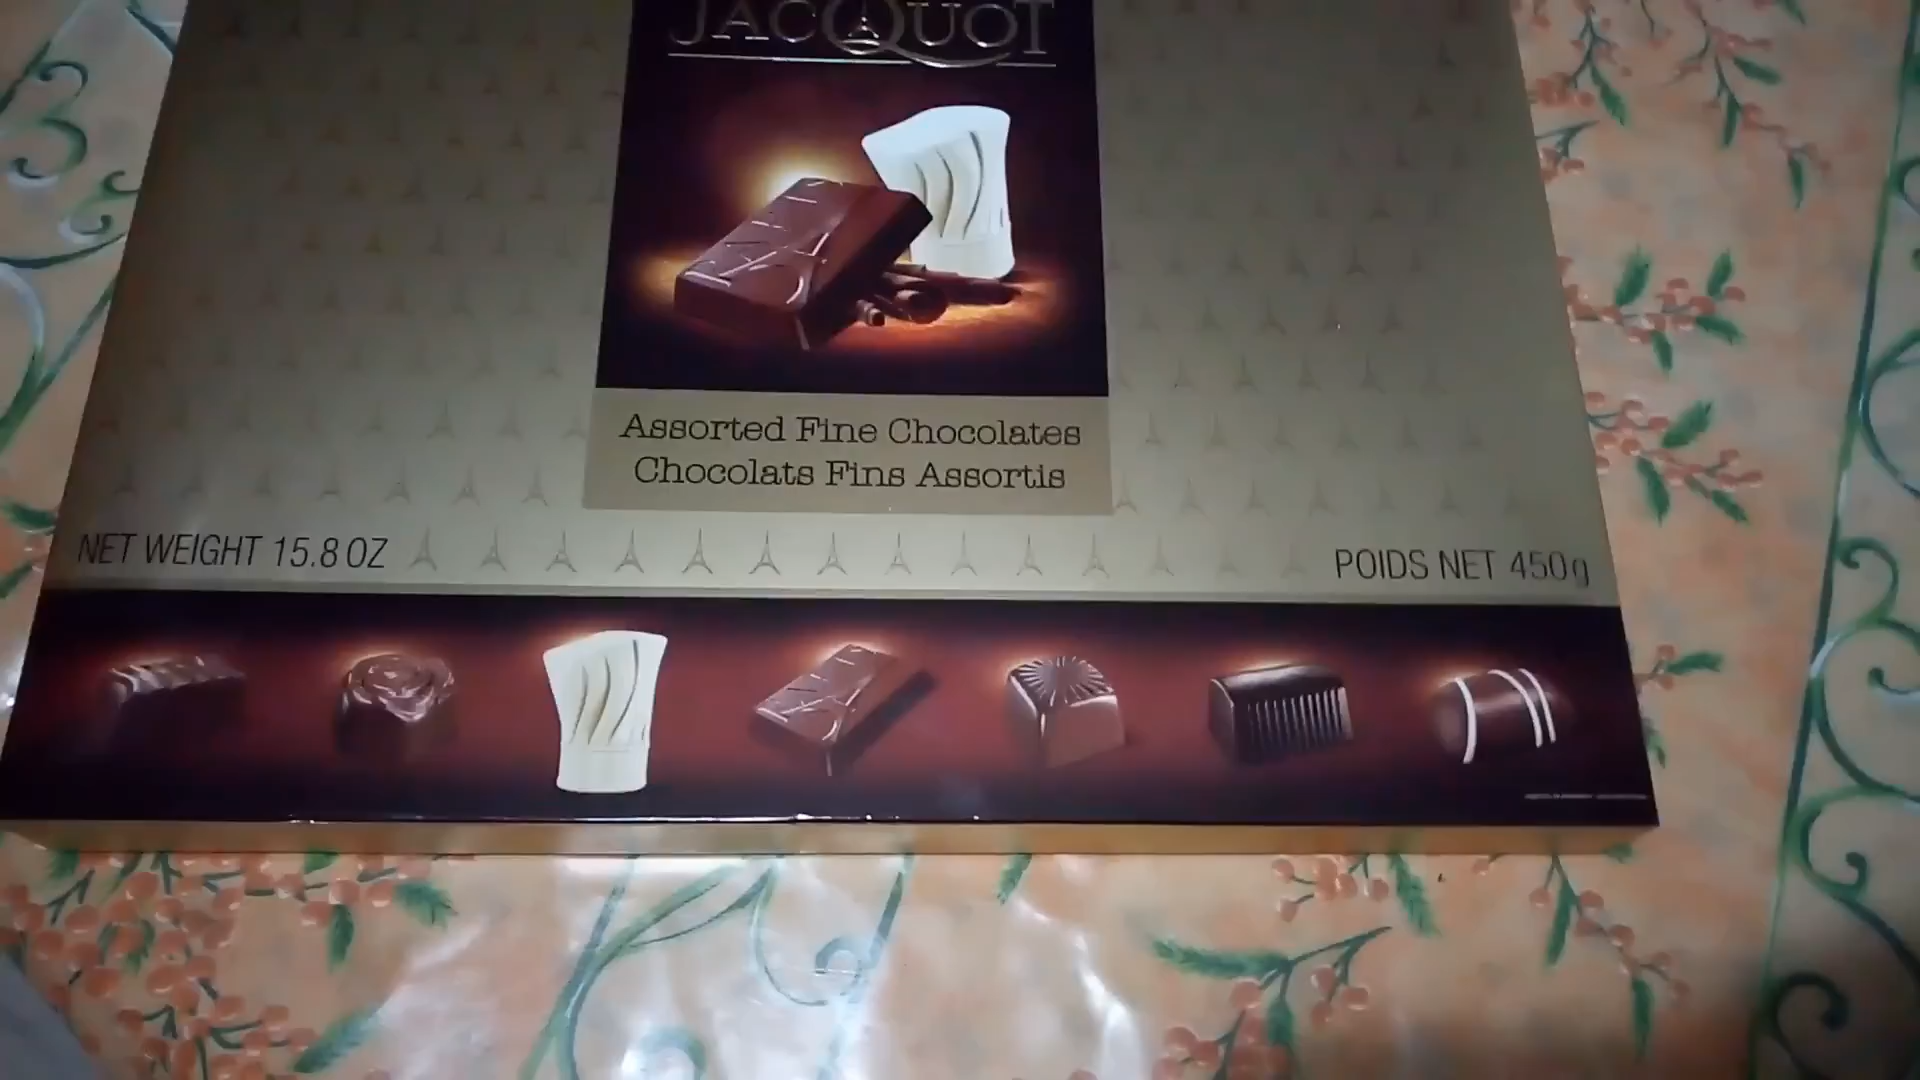 JACQUOT
Assorted Fine Chocolates
Chocolats Fins Assortis
NET WEIGHT 15.8 OZ
POIDS NET 450g